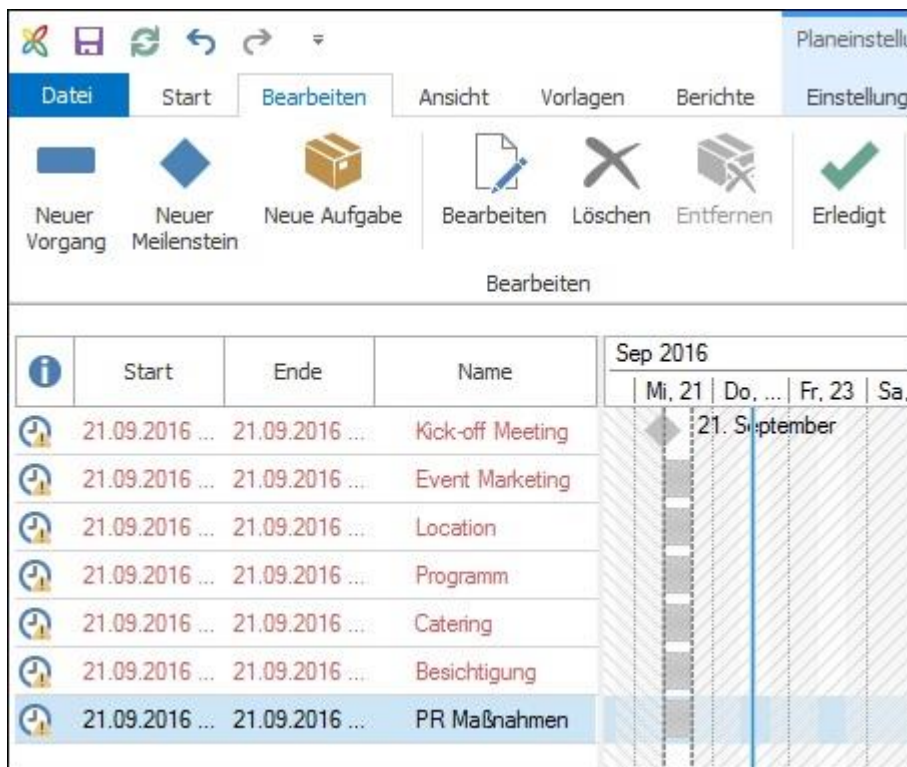 Planeinstellu
Datei Start Bearbeiten Ansicht Vorlagen Berichte Einstellung
Neuer Vorgang Neuer Meilenstein Neue Aufgabe Bearbeiten Löschen Entfernen Erledigt
Bearbeiten
Start Ende Name Sep 2016
Mi, 21 Do, ... Fr, 23 Sa,
21.09.2016 ... 21.09.2016 ... Kick-off Meeting 21. September
21.09.2016 ... 21.09.2016 ... Event Marketing
21.09.2016 ... 21.09.2016 ... Location
21.09.2016 ... 21.09.2016 ... Programm
21.09.2016 ... 21.09.2016 ... Catering
21.09.2016 ... 21.09.2016 ... Besichtigung
21.09.2016 ... 21.09.2016 ... PR Maßnahmen